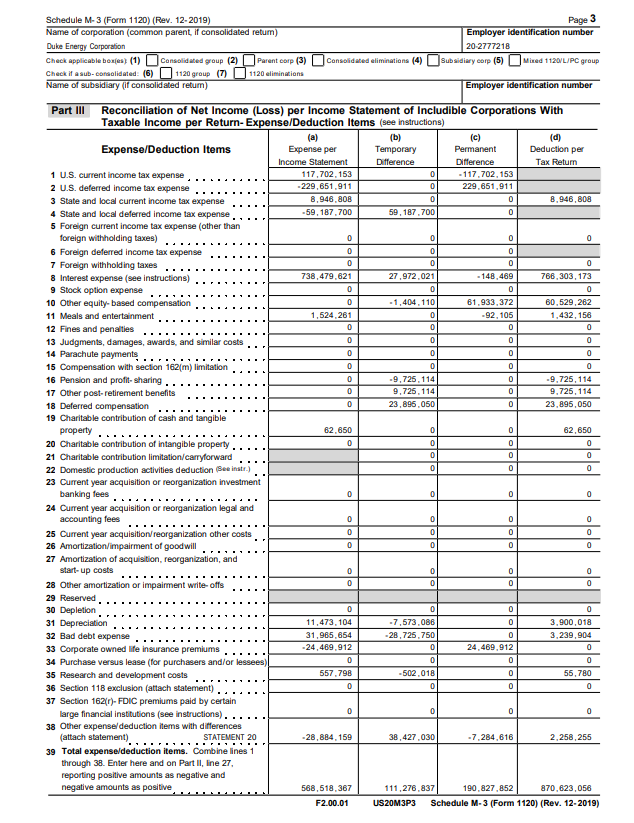 Schedule M- 3 (Form 1120) (Rev. 12- 2019) Page 3
Name of corporation (common parent, if consolidated return) Employer identification number
Duke Energy Corporation 20-2777218
Check applicable box(es) (1) Consolidated group (2) Parent corp (3) Consolidated eliminations (4) Subsidiary corp (5) Mixed 1120/L/PC group
Check if a sub- consolidated: (6) 1120 group (7) 1120 eliminations
Name of subsidiary (if consolidated return) Employer identification number
Part III Reconciliation of Net Income (Loss) per Income Statement of Includible Corporations With
Taxable Income per Return- Expense/Deduction Items (see instructions)
Expense/Deduction Items (a) Expense per Income Statement (b) Temporary Difference (c) Permanent Difference (d) Deduction per Tax Return
1 U.S. current income tax expense 117,702,153 0 -117,702,153
2 U.S. deferred income tax expense -229,651,911 0 229,651,911
3 State and local current income tax expense 8,946,808 0 0 8,946,808
4 State and local deferred income tax expense -59,187,700 59,187,700 0
5 Foreign current income tax expense (other than
foreign withholding taxes) 0 0 0 0
6 Foreign deferred income tax expense 0 0 0
7 Foreign withholding taxes 0 0 0 0
8 Interest expense (see instructions) 738,479,621 27,972,021 -148,469 766,303,173
9 Stock option expense 0 0 0 0
10 Other equity- based compensation 0 -1,404,110 61,933,372 60,529,262
11 Meals and entertainment 1,524,261 0 -92,105 1,432,156
12 Fines and penalties 0 0 0 0
13 Judgments, damages, awards, and similar costs 0 0 0 0
14 Parachute payments 0 0 0 0
15 Compensation with section 162(m) limitation 0 0 0 0
16 Pension and profit- sharing 0 -9,725,114 0 -9,725,114
17 Other post- retirement benefits 0 9,725,114 0 9,725,114
18 Deferred compensation 0 23,895,050 0 23,895,050
19 Charitable contribution of cash and tangible
property 62,650 0 0 62,650
20 Charitable contribution of intangible property 0 0 0 0
21 Charitable contribution limitation/carryforward 0 0 0
22 Domestic production activities deduction (See instr.) 0 0 0
23 Current year acquisition or reorganization investment
banking fees 0 0 0 0
24 Current year acquisition or reorganization legal and
accounting fees 0 0 0 0
25 Current year acquisition/reorganization other costs 0 0 0 0
26 Amortization/impairment of goodwill 0 0 0 0
27 Amortization of acquisition, reorganization, and
start- up costs 0 0 0 0
28 Other amortization or impairment write- offs 0 0 0 0
29 Reserved
30 Depletion 0 0 0 0
31 Depreciation 11,473,104 -7,573,086 0 3,900,018
32 Bad debt expense 31,965,654 -28,725,750 0 3,239,904
33 Corporate owned life insurance premiums -24,469,912 0 24,469,912 0
34 Purchase versus lease (for purchasers and/or lessees) 0 0 0 0
35 Research and development costs 557,798 -502,018 0 55,780
36 Section 118 exclusion (attach statement) 0 0 0 0
37 Section 162(r)- FDIC premiums paid by certain
large financial institutions (see instructions) 0 0 0 0
38 Other expense/deduction items with differences
(attach statement) STATEMENT 20 -28,884,159 38,427,030 -7,284,616 2,258,255
39 Total expense/deduction items. Combine lines 1
through 38. Enter here and on Part II, line 27,
reporting positive amounts as negative and
negative amounts as positive 568,518,367 111,276,837 190,827,852 870,623,056
F2.00.01 US20M3P3 Schedule M- 3 (Form 1120) (Rev. 12- 2019)